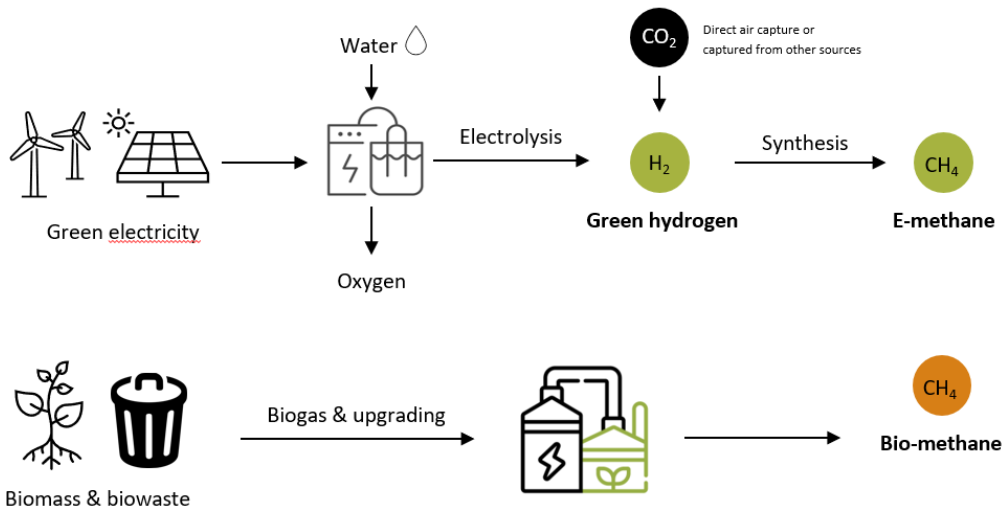 Water
CO2
Direct air capture or
captured from other sources
Electrolysis
H2
Synthesis
CH4
Green electricity
Green hydrogen
E-methane
Oxygen
Biogas & upgrading
CH4
Bio-methane
Biomass & biowaste